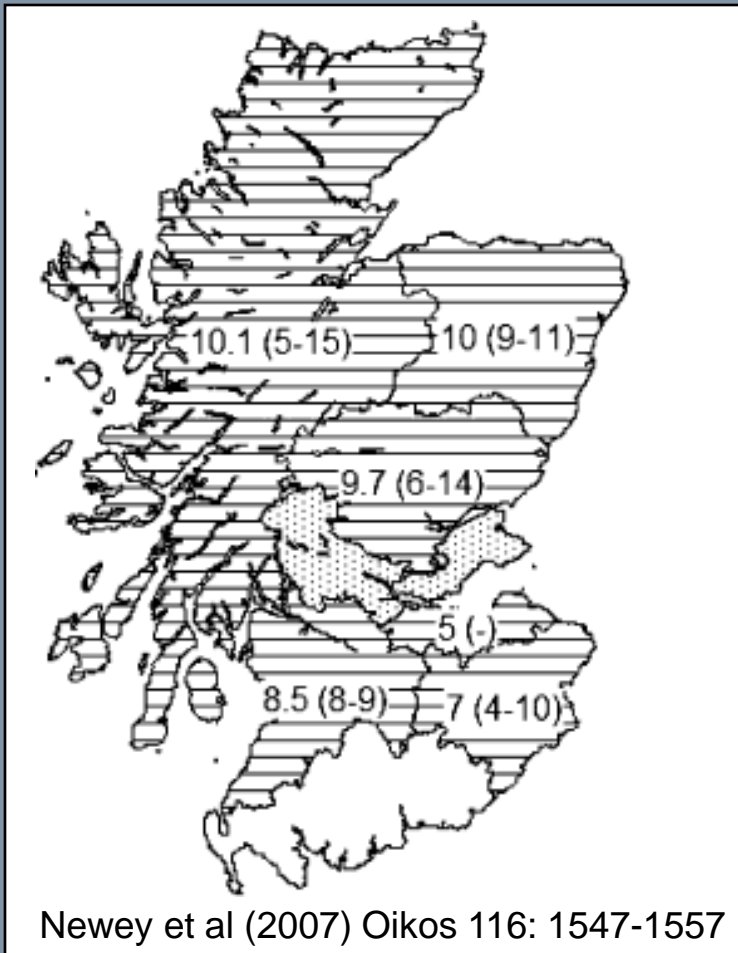 10.1 (5-15) 10 (9-11)
9.7 (6-14)
5 (-)
8.5 (8-9) 7 (4-10)
Newey et al (2007) Oikos 116: 1547-1557